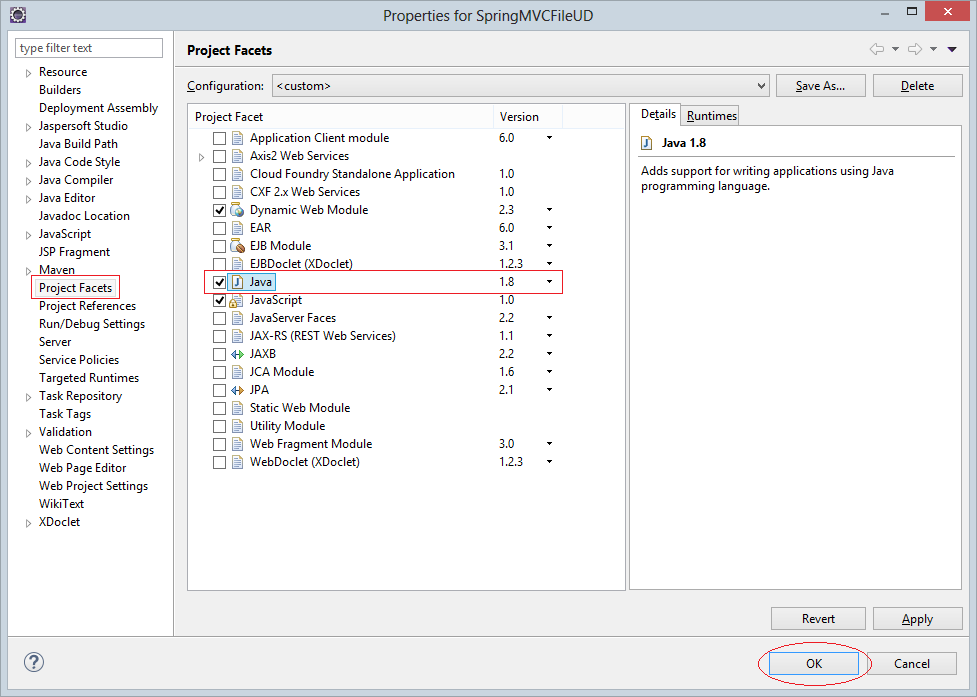 Properties for SpringMVCFileUD
type filter text
Resource
Builders
Deployment Assembly
Jaspersoft Studio
Java Build Path
Java Code Style
Java Compiler
Java Editor
Javadoc Location
JavaScript
JSP Fragment
Maven
Project Facets
Project References
Run/Debug Settings
Server
Service Policies
Targeted Runtimes
Task Repository
Task Tags
Validation
Web Content Settings
Web Page Editor
Web Project Settings
WikiText
XDoclet
Project Facets
Configuration: <custom> Save As... Delete
Project Facet Version
Application Client module 6.0
Axis2 Web Services
Cloud Foundry Standalone Application 1.0
CXF 2.x Web Services 1.0
Dynamic Web Module 2.3
EAR 6.0
EJB Module 3.1
EJBDoclet (XDoclet) 1.2.3
Java 1.8
JavaScript 1.0
JavaServer Faces 2.2
JAX-RS (REST Web Services) 1.1
JAXB 2.2
JCA Module 1.6
JPA 2.1
Static Web Module
Utility Module
Web Fragment Module 3.0
WebDoclet (XDoclet) 1.2.3
Details Runtimes
Java 1.8
Adds support for writing applications using Java
programming language.
Revert Apply
? OK Cancel